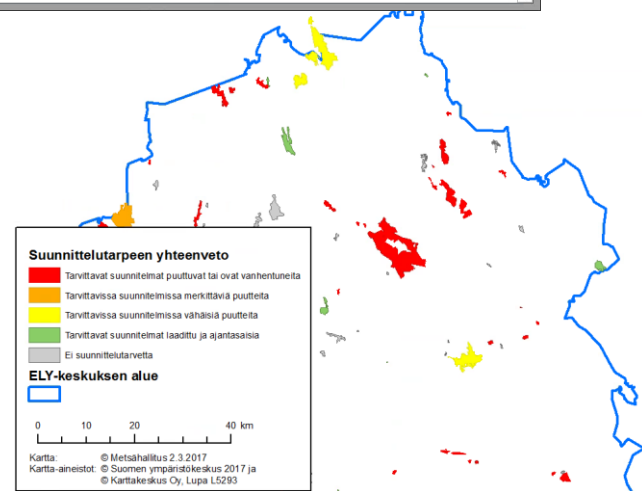 Suunnittelutarpeen yhteenveto
Tarvittavat suunnitelmat puuttuvat tai ovat vanhentuneita
Tarvittavissa suunnitelmissa merkittäviä puutteita
Tarvittavissa suunnitelmissa vähäisiä puutteita
Tarvittavat suunnitelmat laadittu ja ajantasaisia
Ei suunnittelutarvetta
ELY-keskuksen alue
0 10 20 40 km
Kartta: © Metsähallitus 2.3.2017
Kartta-aineistot: © Suomen ympäristökeskus 2017 ja
© Karttakeskus Oy, Lupa L5293